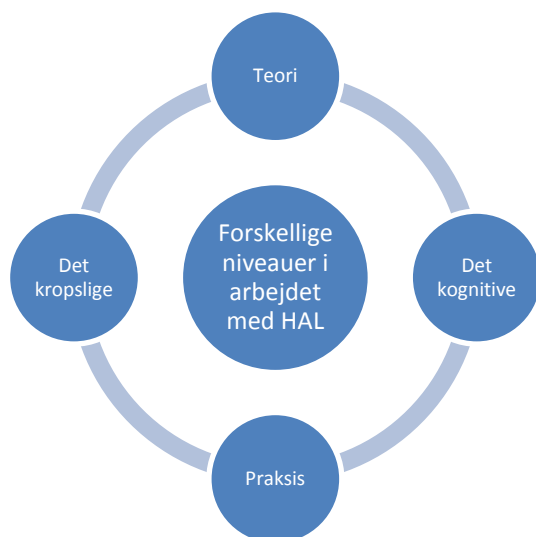 Teori
Forskellige
niveauer i
arbejdet
med HAL
Det
kropslige
Det
kognitive
Praksis